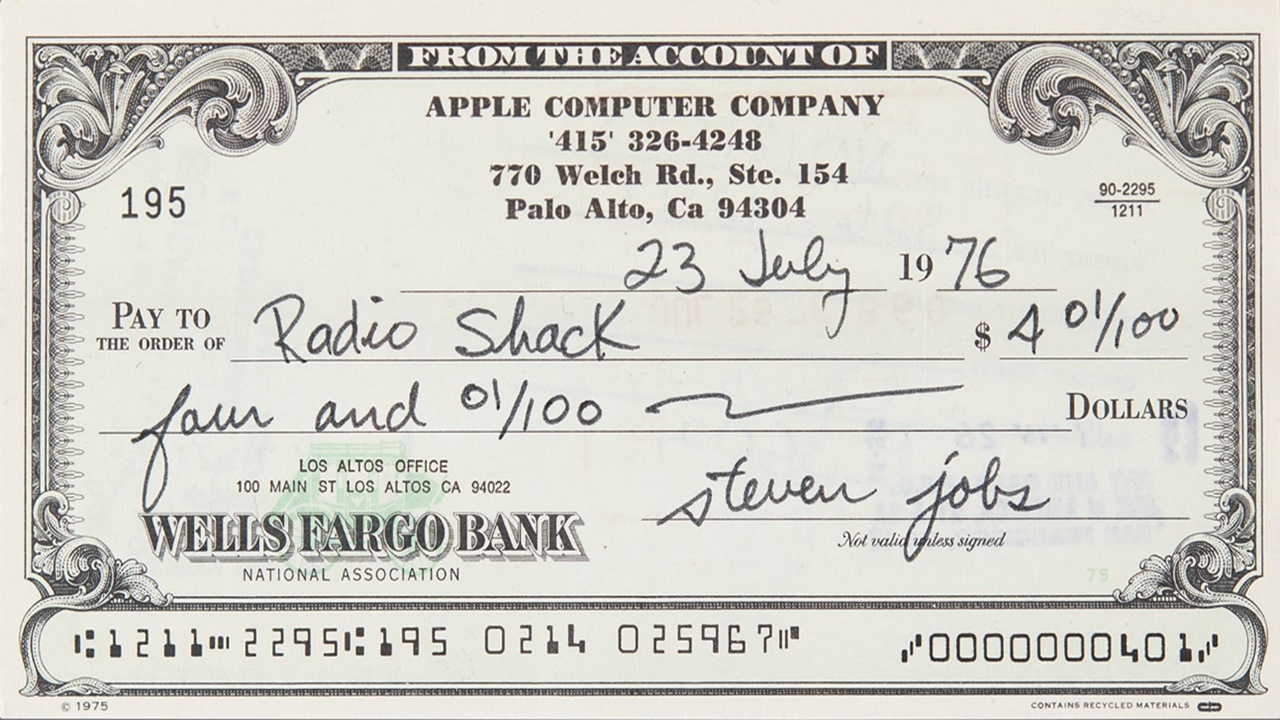 FROM THE ACCOUNT OF
APPLE COMPUTER COMPANY
'415' 326-4248
770 Welch Rd., Ste. 154
Palo Alto, Ca 94304
195
90-2295
1211
23 July 1976
PAY TO THE ORDER OF Radio Shack $ 4 01/100
four and 01/100 DOLLARS
LOS ALTOS OFFICE
100 MAIN ST LOS ALTOS CA 94022
WELLS FARGO BANK
NATIONAL ASSOCIATION
steven jobs
Not valid unless signed
75
⑆1211⑉2295⑆195 0214 025967⑈ ⑇0000000401⑇
© 1975
CONTAINS RECYCLED MATERIALS